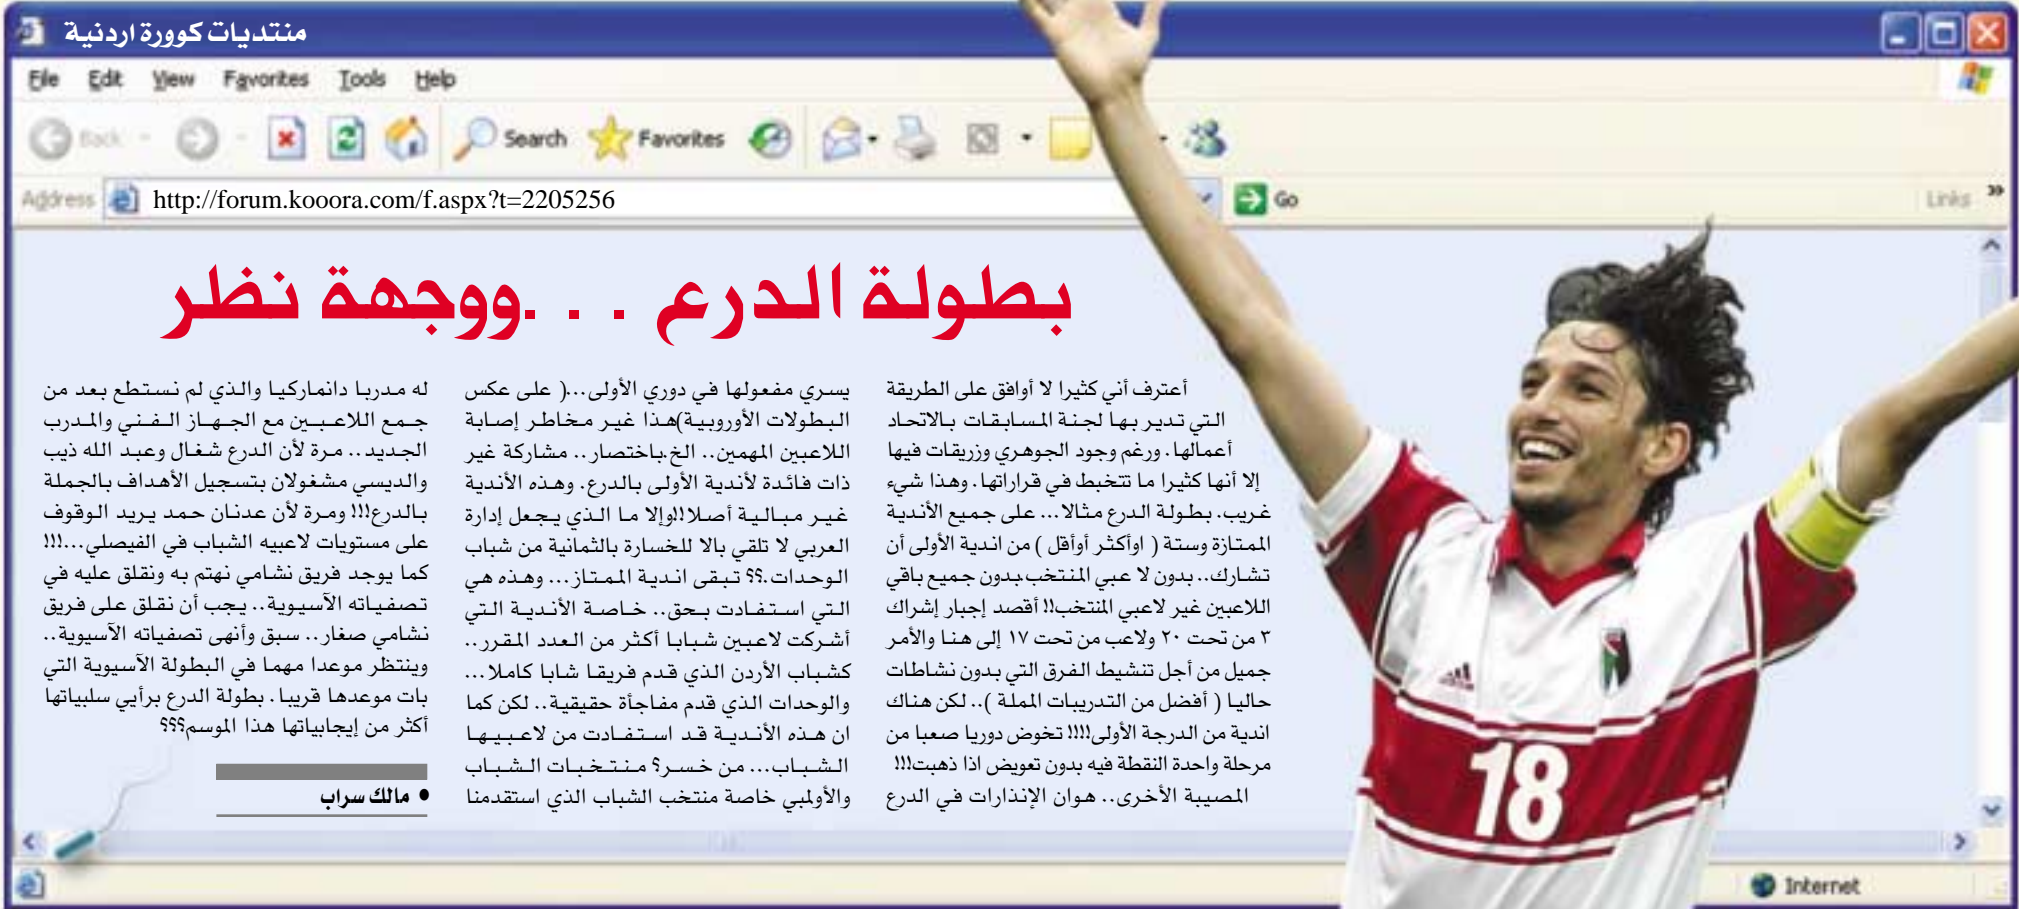 منتديات كوورة اردنية
File Edit View Favorites Tools Help
Back Search Favorites
Address http://forum.kooora.com/f.aspx?t=2205256 Go Links »
بطولة الدرع . . .ووجهة نظر
أعترف أني كثيرا لا أوافق على الطريقة
التي تدير بها لجنة المسابقات بالاتحاد
أعمالها. ورغم وجود الجوهري وزريقات فيها
إلا أنها كثيرا ما تتخبط في قراراتها. وهذا شيء
غريب. بطولة الدرع مثالا... على جميع الأندية
الممتازة وستة ( اوأكثر أوأقل ) من اندية الأولى أن
تشارك.. بدون لا عبي المنتخب.بدون جميع باقي
اللاعبين غير لاعبي المنتخب!! أقصد إجبار إشراك
٣ من تحت ٢٠ ولاعب من تحت ١٧ إلى هنا والأمر
جميل من أجل تنشيط الفرق التي بدون نشاطات
حاليا ( أفضل من التدريبات المملة ).. لكن هناك
اندية من الدرجة الأولى!!!! تخوض دوريا صعبا من
مرحلة واحدة النقطة فيه بدون تعويض اذا ذهبت!!!
المصيبة الأخرى.. هوان الإنذارات في الدرع
يسري مفعولها في دوري الأولى...( على عكس
البطولات الأوروبية)هذا غير مخاطر إصابة
اللاعبين المهمين.. الخ.باختصار.. مشاركة غير
ذات فائدة لأندية الأولى بالدرع. وهذه الأندية
غير مبالية أصلا!!وإلا ما الذي يجعل إدارة
العربي لا تلقي بالا للخسارة بالثمانية من شباب
الوحدات.؟؟ تبقى اندية الممتاز... وهذه هي
التي استفادت بحق.. خاصة الأندية التي
أشركت لاعبين شبابا أكثر من العدد المقرر..
كشباب الأردن الذي قدم فريقا شابا كاملا...
والوحدات الذي قدم مفاجأة حقيقية.. لكن كما
ان هذه الأندية قد استفادت من لاعبيها
الشباب... من خسر؟ منتخبات الشباب
والأولمبي خاصة منتخب الشباب الذي استقدمنا
له مدربا دانماركيا والذي لم نستطع بعد من
جمع اللاعبين مع الجهاز الفني والمدرب
الجديد.. مرة لأن الدرع شغال وعبد الله ذيب
والديسي مشغولان بتسجيل الأهداف بالجملة
بالدرع!!! ومرة لأن عدنان حمد يريد الوقوف
على مستويات لاعبيه الشباب في الفيصلي...!!!
كما يوجد فريق نشامي نهتم به ونقلق عليه في
تصفياته الآسيوية.. يجب أن نقلق على فريق
نشامي صغار.. سبق وأنهى تصفياته الآسيوية..
وينتظر موعدا مهما في البطولة الآسيوية التي
بات موعدها قريبا. بطولة الدرع برأيي سلبياتها
أكثر من إيجابياتها هذا الموسم؟؟؟
• مالك سراب
18
Internet